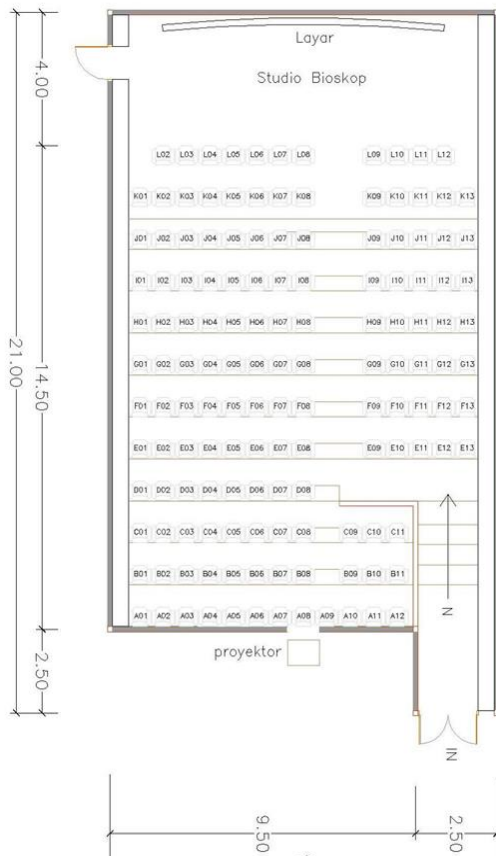 Layar
Studio Bioskop
4.00
L02 L03 L04 L05 L06 L07 L08 L09 L10 L11 L12
K01 K02 K03 K04 K05 K06 K07 K08 K09 K10 K11 K12 K13
J01 J02 J03 J04 J05 J06 J07 J08 J09 J10 J11 J12 J13
I01 I02 I03 I04 I05 I06 I07 I08 I09 I10 I11 I12 I13
H01 H02 H03 H04 H05 H06 H07 H08 H09 H10 H11 H12 H13
21.00
14.50
G01 G02 G03 G04 G05 G06 G07 G08 G09 G10 G11 G12 G13
F01 F02 F03 F04 F05 F06 F07 F08 F09 F10 F11 F12 F13
E01 E02 E03 E04 E05 E06 E07 E08 E09 E10 E11 E12 E13
D01 D02 D03 D04 D05 D06 D07 D08
C01 C02 C03 C04 C05 C06 C07 C08 C09 C10 C11
B01 B02 B03 B04 B05 B06 B07 B08 B09 B10 B11
N
A01 A02 A03 A04 A05 A06 A07 A08 A09 A10 A11 A12
proyektor
2.50
IN
9.50
2.50